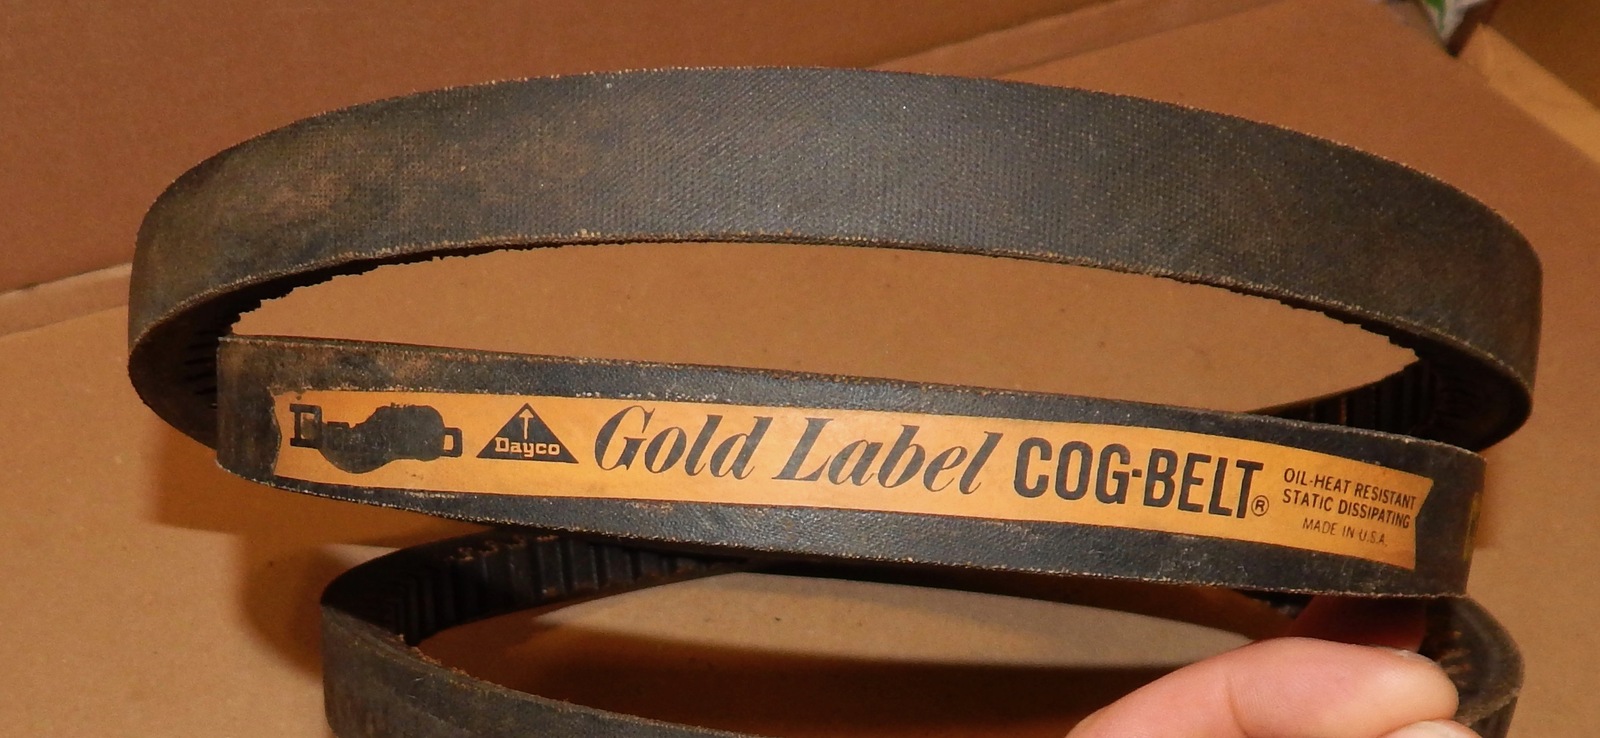 Dayco Gold Label COG-BELT®
OIL-HEAT RESISTANT
STATIC DISSIPATING
MADE IN U.S.A.